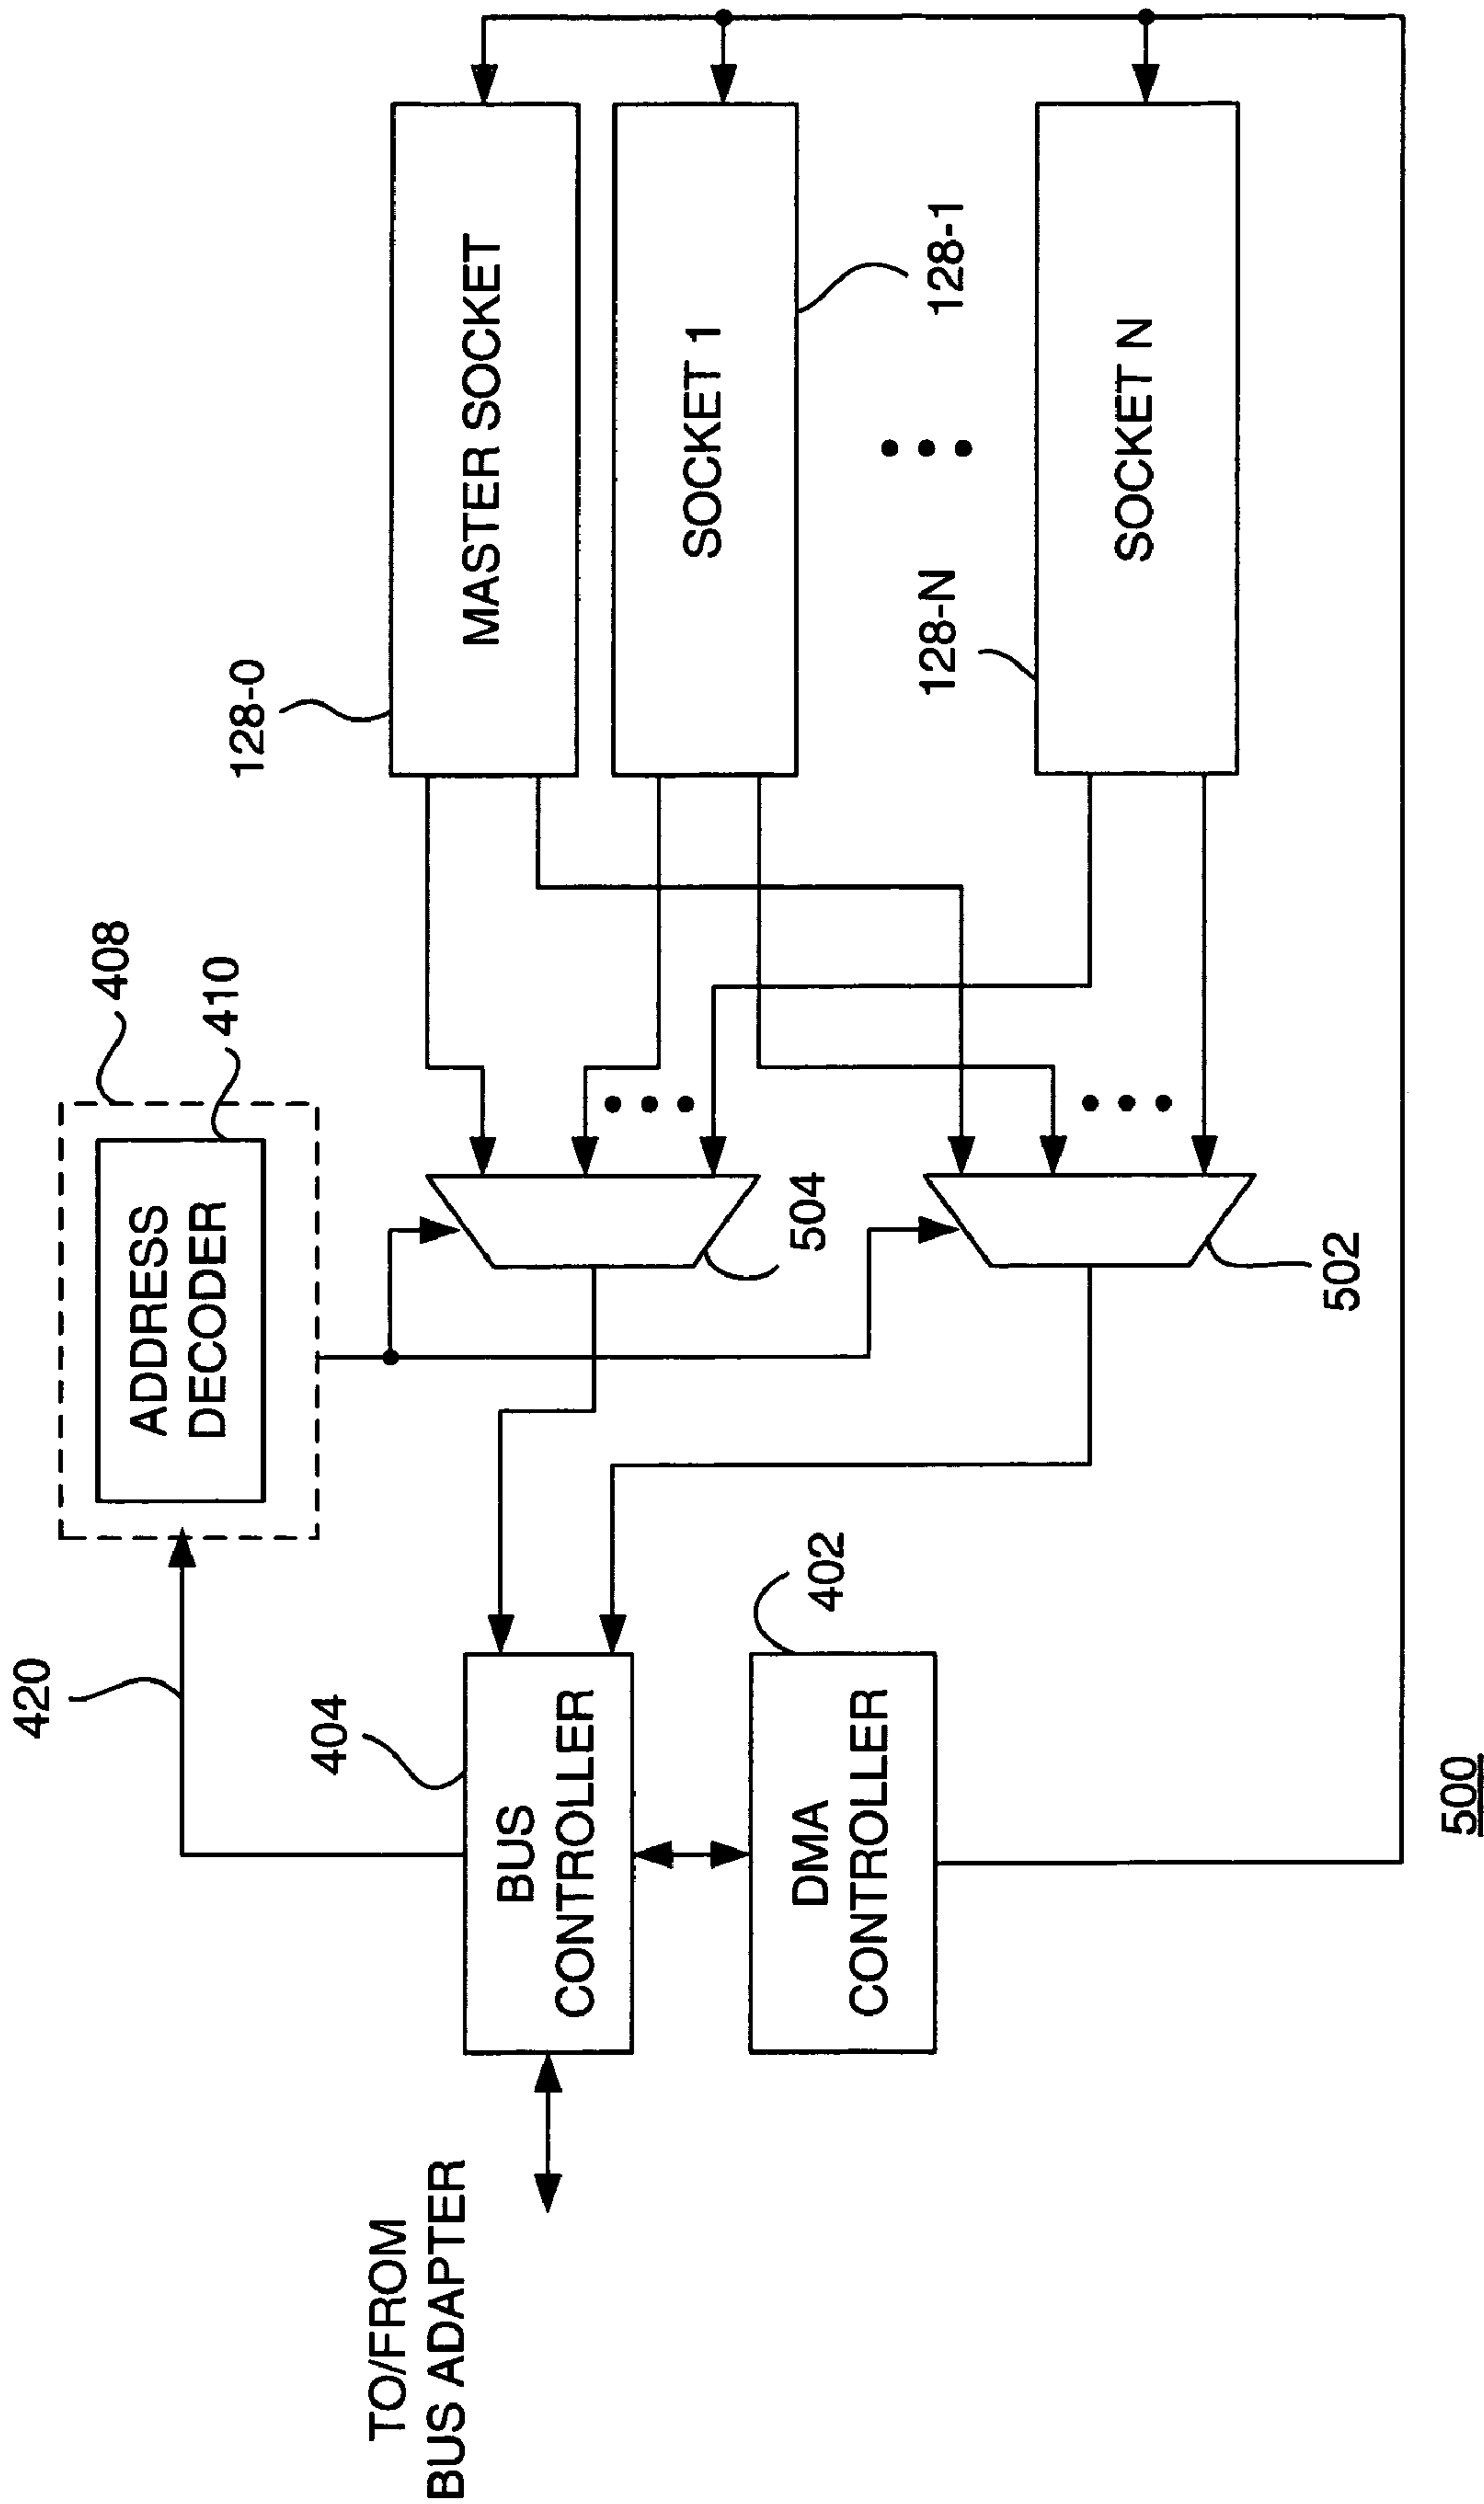 420
408
410
ADDRESS
DECODER
128-0
MASTER SOCKET
404
BUS
CONTROLLER
TO/FROM
BUS ADAPTER
402
DMA
CONTROLLER
504
502
SOCKET 1
128-1
128-N
SOCKET N
500